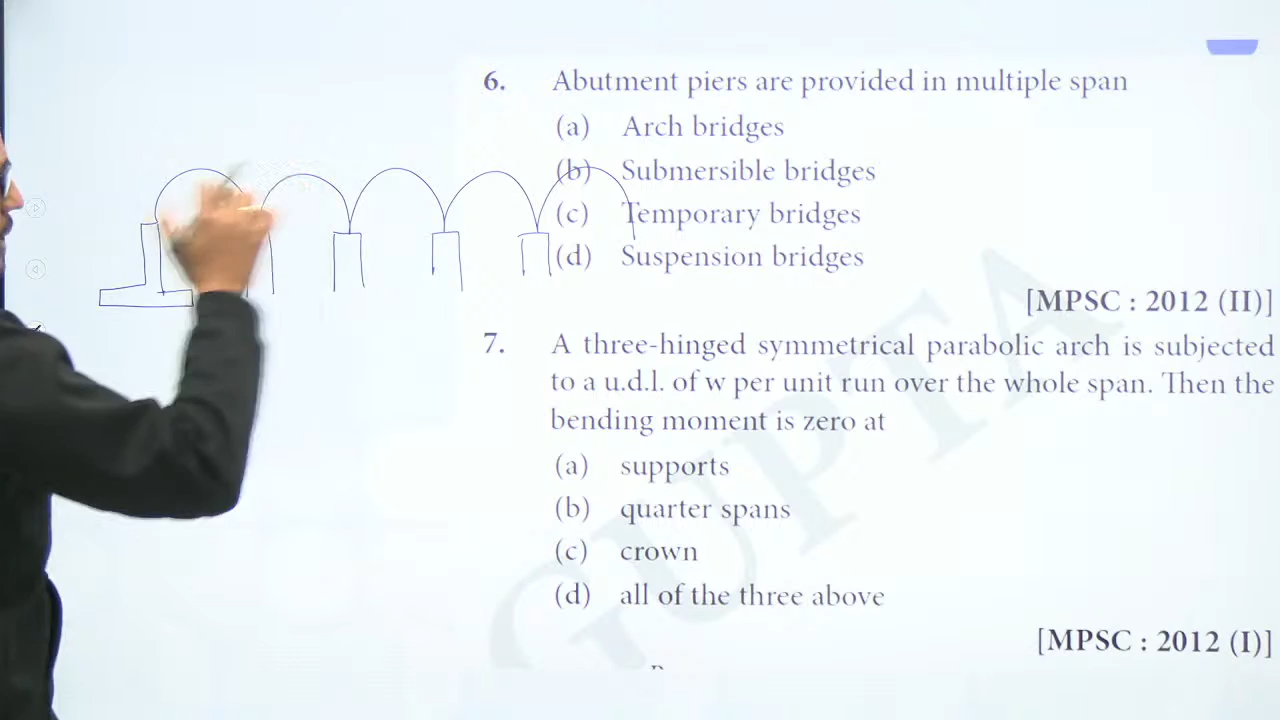 6. Abutment piers are provided in multiple span
(a) Arch bridges
(b) Submersible bridges
(c) Temporary bridges
(d) Suspension bridges
[MPSC : 2012 (II)]
7. A three-hinged symmetrical parabolic arch is subjected
to a u.d.l. of w per unit run over the whole span. Then the
bending moment is zero at
(a) supports
(b) quarter spans
(c) crown
(d) all of the three above
[MPSC : 2012 (I)]
GUPTA